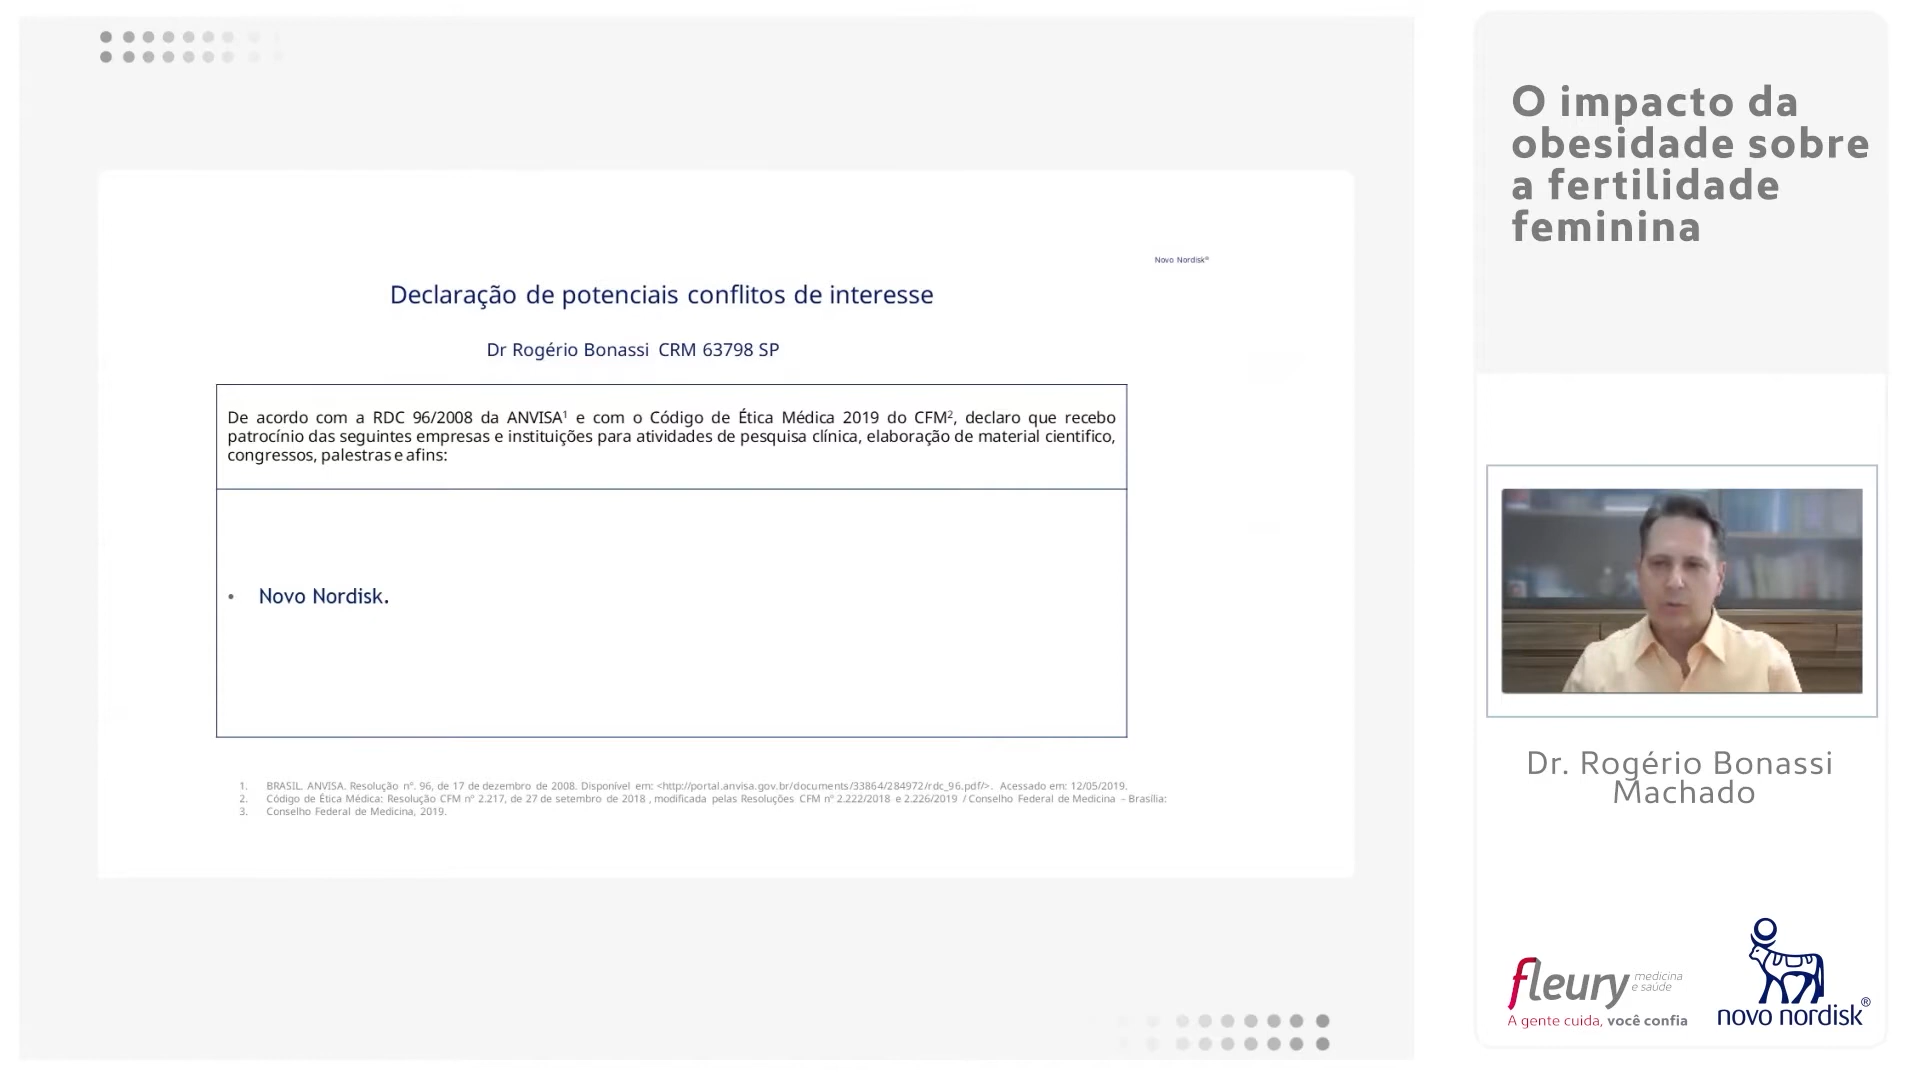 Novo Nordisk®
Declaração de potenciais conflitos de interesse
Dr Rogério Bonassi CRM 63798 SP
De acordo com a RDC 96/2008 da ANVISA¹ e com o Código de Ética Médica 2019 do CFM², declaro que recebo
patrocínio das seguintes empresas e instituições para atividades de pesquisa clínica, elaboração de material cientifico,
congressos, palestras e afins:
• Novo Nordisk.
1. BRASIL. ANVISA. Resolução nº. 96, de 17 de dezembro de 2008. Disponível em: <http://portal.anvisa.gov.br/documents/33864/284972/rdc_96.pdf/>. Acessado em: 12/05/2019.
2. Código de Ética Médica: Resolução CFM nº 2.217, de 27 de setembro de 2018 , modificada pelas Resoluções CFM nº 2.222/2018 e 2.226/2019 / Conselho Federal de Medicina – Brasília:
3. Conselho Federal de Medicina, 2019.
O impacto da
obesidade sobre
a fertilidade
feminina
Dr. Rogério Bonassi
Machado
fleury medicina
e saúde
A gente cuida, você confia
novo nordisk®